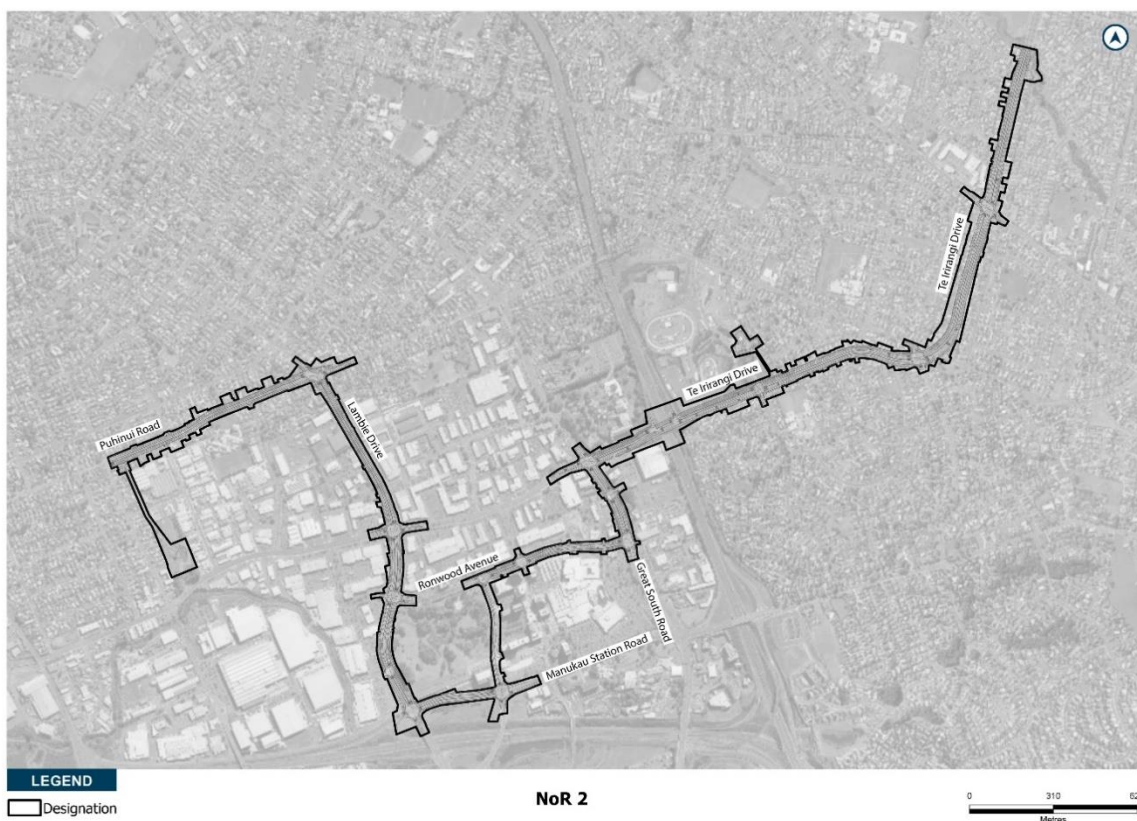 Te Irirangi Drive
Te Irirangi Drive
Puhinui Road
Lambie Drive
Ronwood Avenue
Great South Road
Manukau Station Road
LEGEND
Designation
NoR 2
0 310
Metres